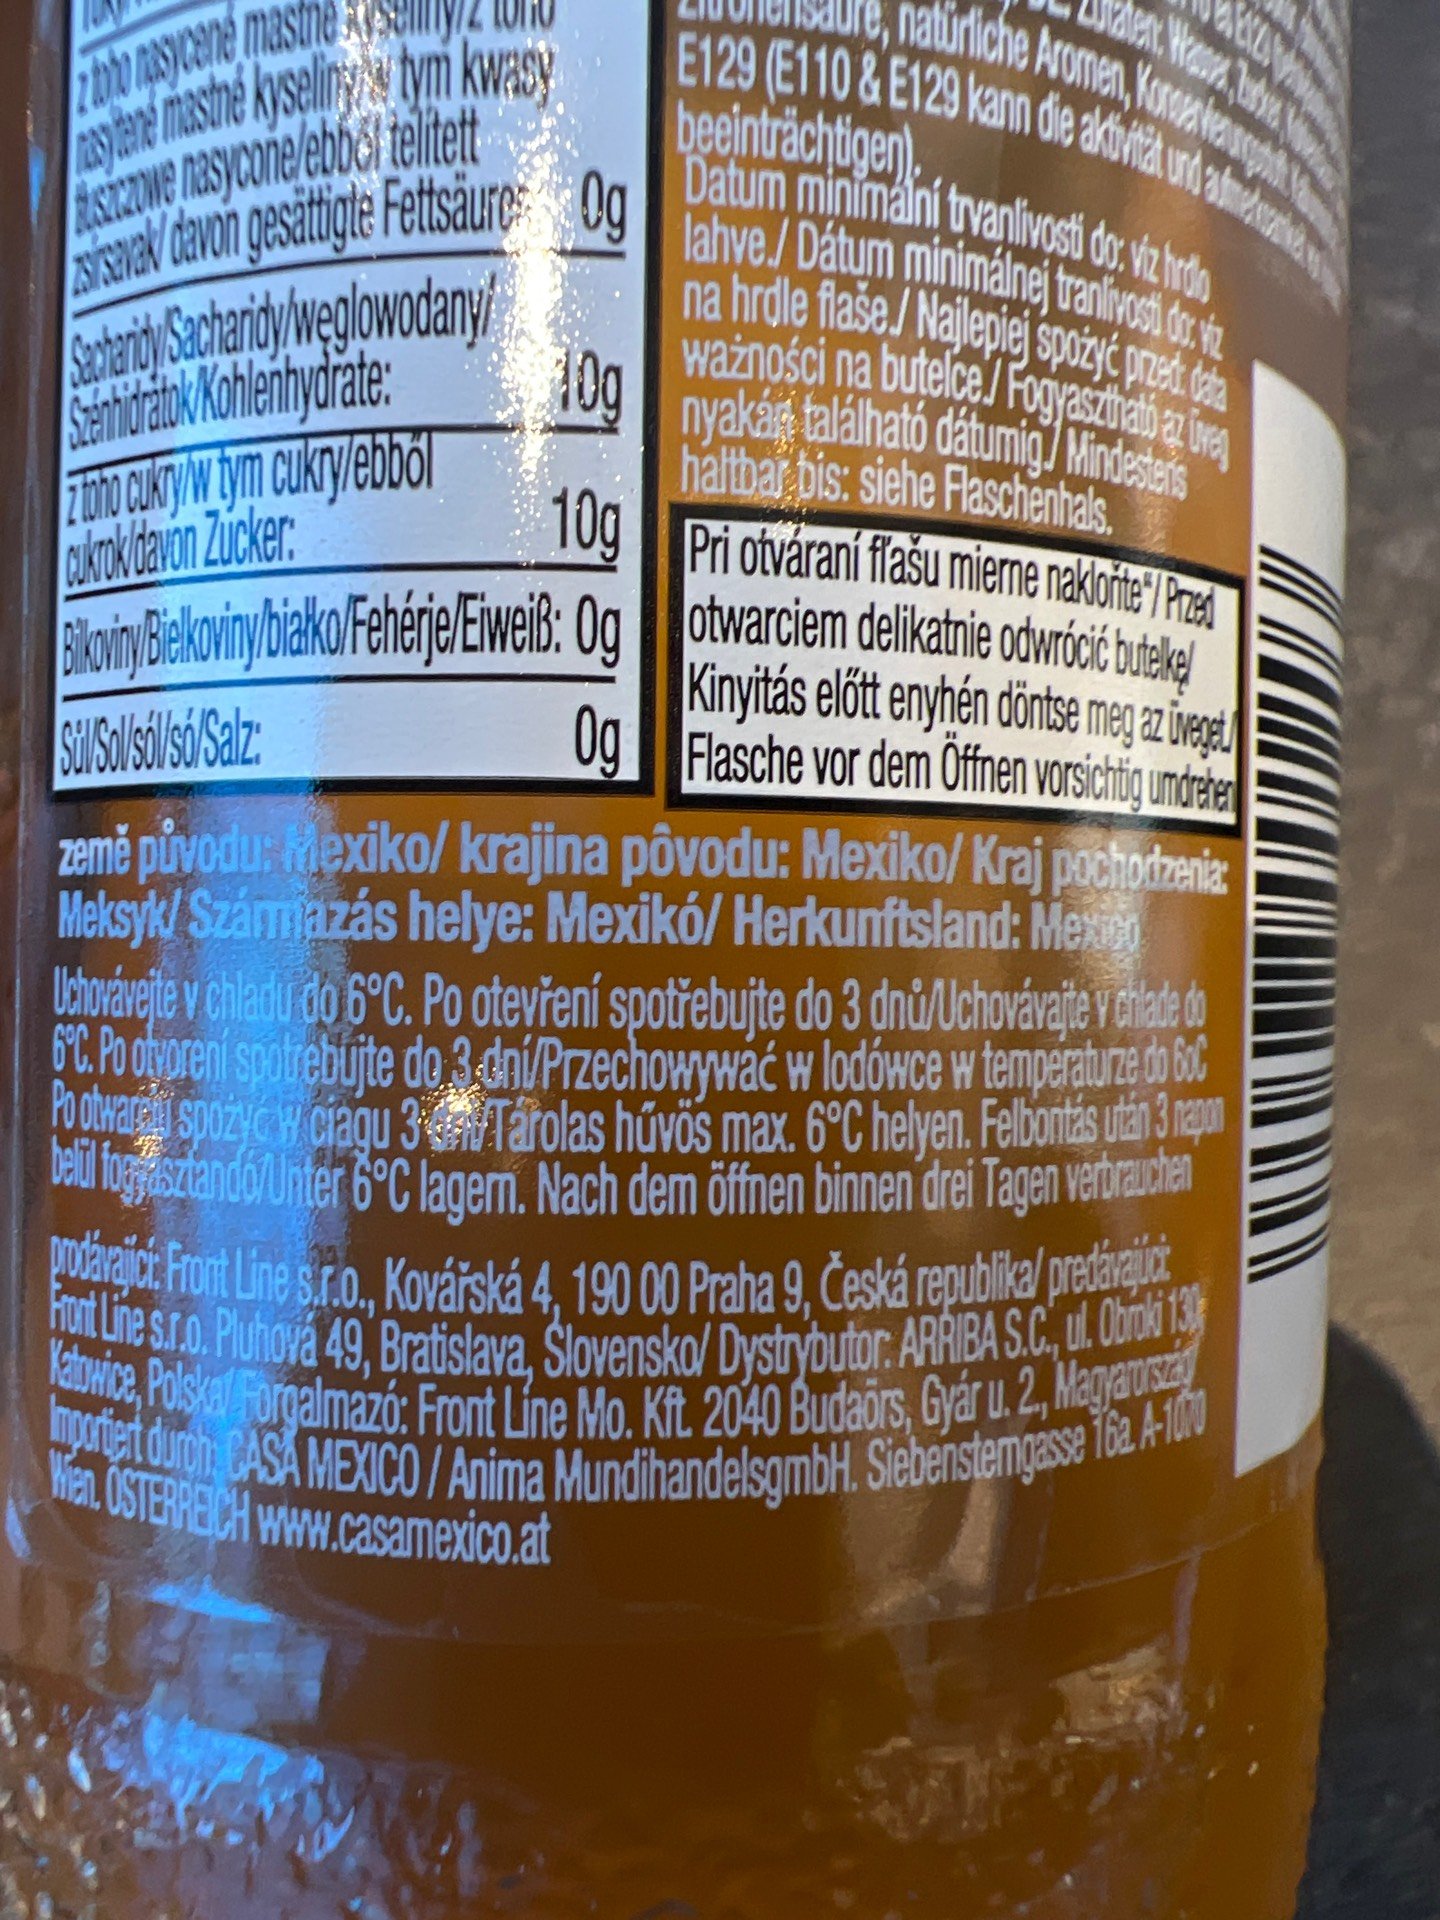 z toho nasycené mastné
nasytené mastné tym kwasy
tłuszczowe nasycone/ebből telített
zsírsavak/ davon gesättigte Fettsäuren 0g
Sacharidy/Sacharidy/węglowodany/
Szénhidrátok/Kohlenhydrate: 10g
z toho cukry/w tym cukry/ebből
cukrok/davon Zucker: 10g
Bílkoviny/Bielkoviny/białko/Fehérje/Eiweiß: 0g
Sůl/Sol/sól/só/Salz: 0g
DE Zutaten: Wasser, Zucker,
Zitronensäure, natürliche Aromen,
E129 (E110 & E129 kann die aktivität und
beeinträchtigen).
Datum minimální trvanlivosti do: viz hrdlo
lahve./ Dátum minimálnej tranlivosti do: viz
na hrdle flaše./ Najlepiej spożyć przed: data
ważności na butelce./ Fogyasztható az üveg
nyakán található dátumig./ Mindestens
haltbar bis: siehe Flaschenhals.
Pri otváraní fľašu mierne nakloňte“/ Przed
otwarciem delikatnie odwrócić butelkę/
Kinyitás előtt enyhén döntse meg az üveget./
Flasche vor dem Öffnen vorsichtig umdrehen
země původu: Mexiko/ krajina pôvodu: Mexiko/ Kraj pochodzenia:
Meksyk/ Származás helye: Mexikó/ Herkunftsland: Mexico
Uchovávejte v chladu do 6°C. Po otevření spotřebujte do 3 dnů/Uchovávajte v chlade do
6°C. Po otvorení spotrebujte do 3 dní/Przechowywać w lodówce w temperaturze do 6oC
Po spożyć w ciągu 3 Tárolas hűvös max. 6°C helyen. Felbontás után 3 napon
belül fogyasztandó/Unter 6°C lagern. Nach dem öffnen binnen drei Tagen verbrauchen
prodávající: Front Line s.r.o., Kovářská 4, 190 00 Praha 9, Česká republika/ predávajúci:
Front Line s.r.o. Pluhová 49, Bratislava, Slovensko/ Dystrybutor: ARRIBA S.C., ul. Obroki 130,
Katowice, Polska/ Forgalmazó: Front Line Mo. Kft. 2040 Budaörs, Gyár u. 2., Magyarország/
Importiert durch: CASA MEXICO / Anima MundihandelsgmbH. Siebensterngasse 16a. A-1070
Wien. ÖSTERREICH www.casamexico.at